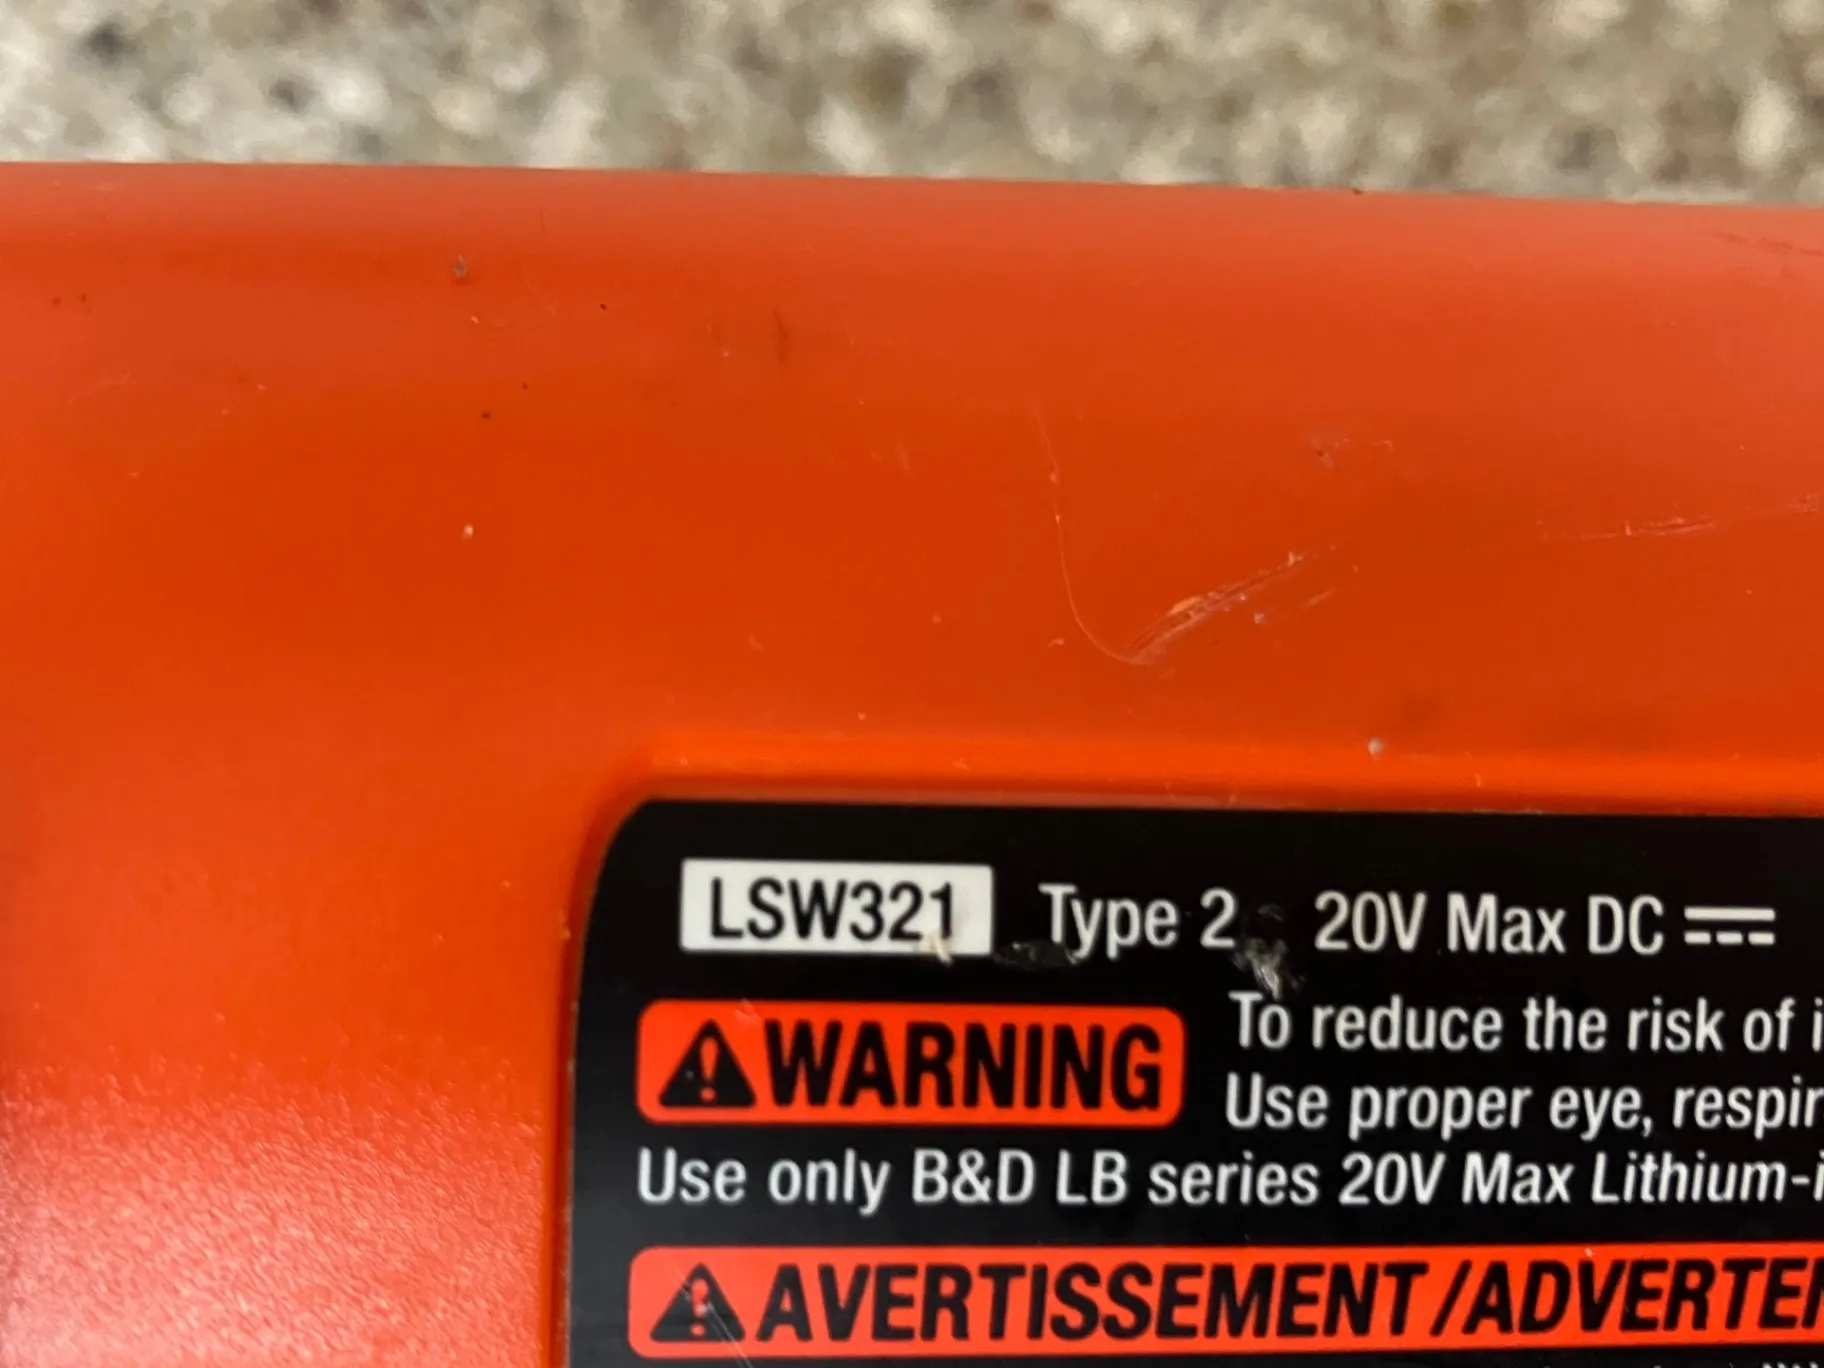 LSW321 Type 2 20V Max DC
WARNING To reduce the risk of
Use proper eye,
Use only B&D LB series 20V Max Lithium-
AVERTISSEMENT/